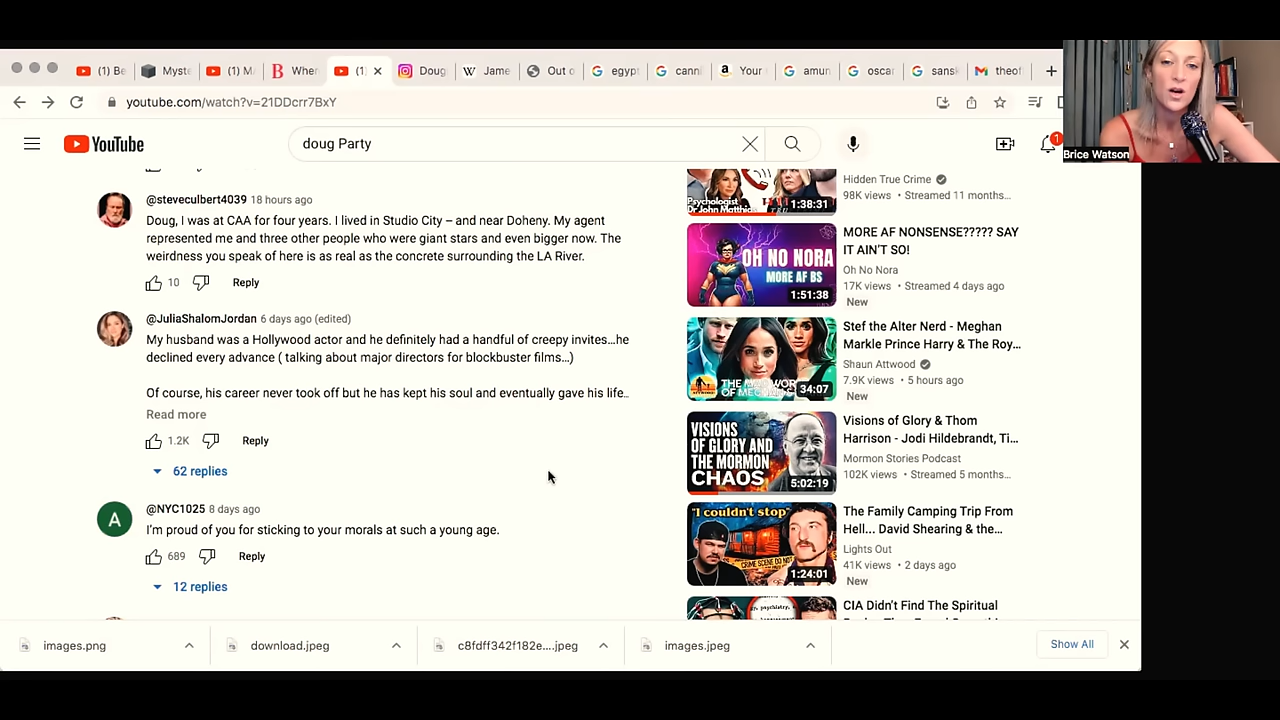 (1) Be
Myste
(1) M
Wher
(1)
Doug
Jame
Out o
egypt
canni
Your
amun
oscar
sansk
theof
youtube.com/watch?v=21DDcrr7BxY
Brice Watson
YouTube
doug Party
1
@steveculbert4039 18 hours ago
Doug, I was at CAA for four years. I lived in Studio City – and near Doheny. My agent
represented me and three other people who were giant stars and even bigger now. The
weirdness you speak of here is as real as the concrete surrounding the LA River.
10 Reply
@JuliaShalomJordan 6 days ago (edited)
My husband was a Hollywood actor and he definitely had a handful of creepy invites...he
declined every advance ( talking about major directors for blockbuster films...)
Of course, his career never took off but he has kept his soul and eventually gave his life..
Read more
1.2K Reply
62 replies
A
@NYC1025 8 days ago
I'm proud of you for sticking to your morals at such a young age.
689 Reply
12 replies
Psychologist
Dr John Matthias
1:38:31
Hidden True Crime
98K views • Streamed 11 months...
OH NO NORA
MORE AF BS
1:51:38
MORE AF NONSENSE????? SAY
IT AIN'T SO!
Oh No Nora
17K views • Streamed 4 days ago
New
34:07
Stef the Alter Nerd - Meghan
Markle Prince Harry & The Roy...
Shaun Attwood
7.9K views • 5 hours ago
New
VISIONS
OF GLORY AND
THE MORMON
CHAOS
5:02:19
Visions of Glory & Thom
Harrison - Jodi Hildebrandt, Ti...
Mormon Stories Podcast
102K views • Streamed 5 months...
"I couldn't stop"
CRIME SCENE DO NO
1:24:01
The Family Camping Trip From
Hell... David Shearing & the...
Lights Out
41K views • 2 days ago
New
CIA Didn't Find The Spiritual
images.png
download.jpeg
c8fdff342f182e....jpeg
images.jpeg
Show All